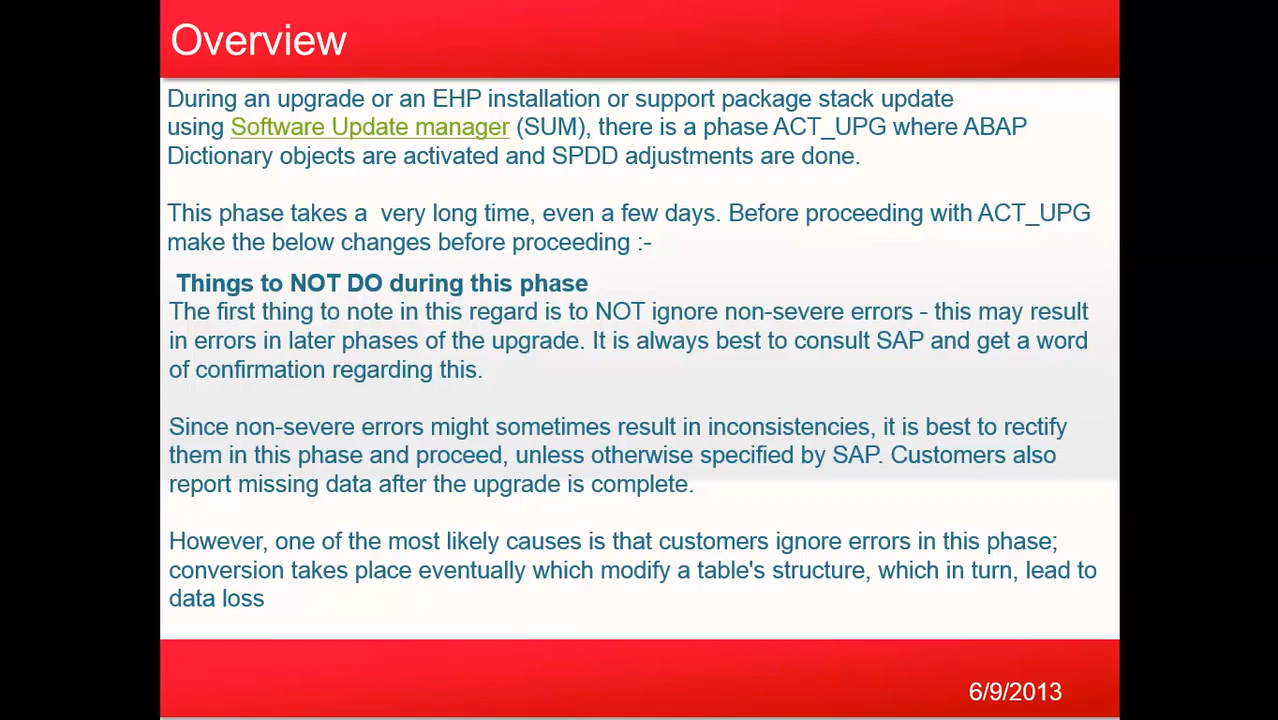 Overview
During an upgrade or an EHP installation or support package stack update
using Software Update manager (SUM), there is a phase ACT_UPG where ABAP
Dictionary objects are activated and SPDD adjustments are done.
This phase takes a  very long time, even a few days. Before proceeding with ACT_UPG
make the below changes before proceeding :-
Things to NOT DO during this phase
The first thing to note in this regard is to NOT ignore non-severe errors - this may result
in errors in later phases of the upgrade. It is always best to consult SAP and get a word
of confirmation regarding this.
Since non-severe errors might sometimes result in inconsistencies, it is best to rectify
them in this phase and proceed, unless otherwise specified by SAP. Customers also
report missing data after the upgrade is complete.
However, one of the most likely causes is that customers ignore errors in this phase;
conversion takes place eventually which modify a table's structure, which in turn, lead to
data loss
6/9/2013